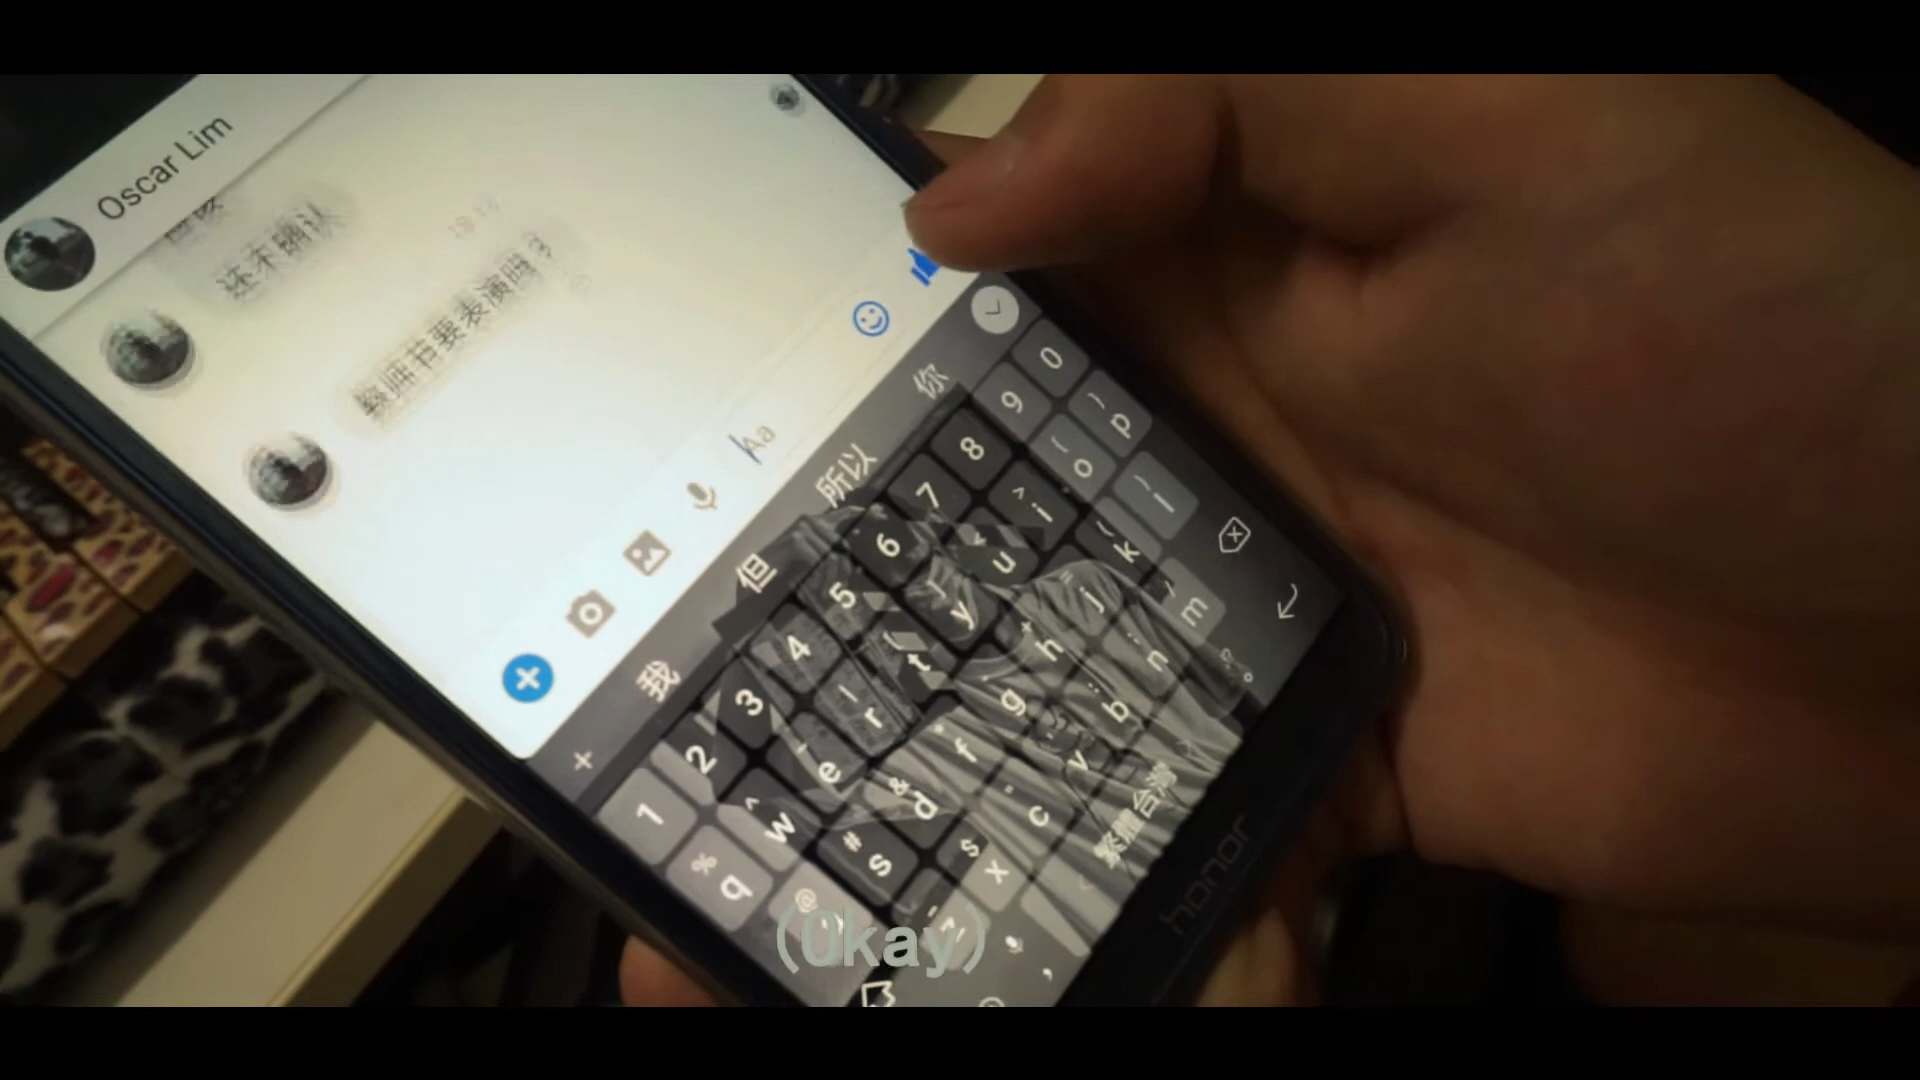 Oscar Lim
还不确认
教师节要表演吗
Aa
我 但 所以 你
1 2 3 4 5 6 7 8 9 0
% q w e r t y u i o p
@ # s & d f g h j k l
z $ x c v b n m
繁體台灣
honor
(Okay)